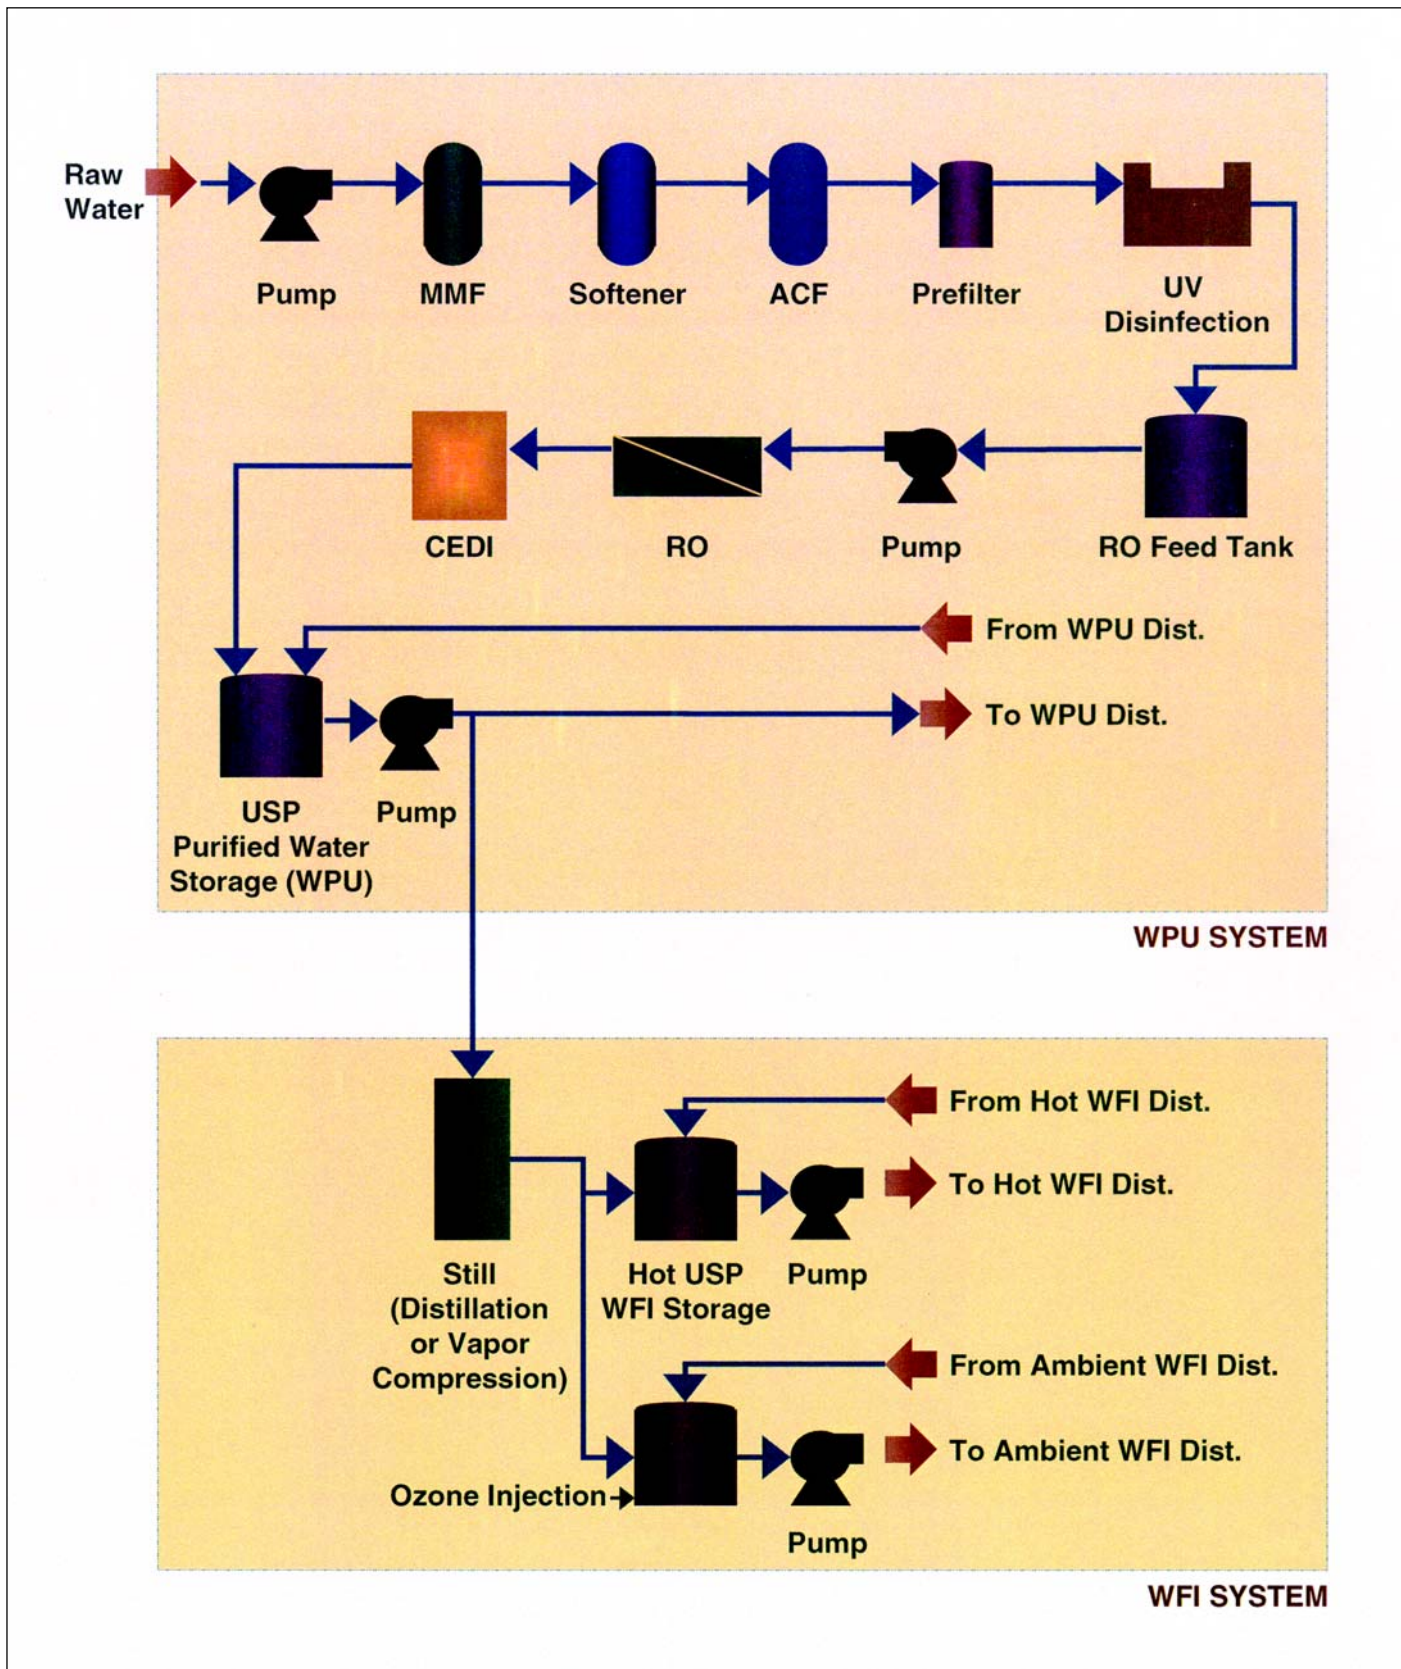 Raw
Water
Pump
MMF
Softener
ACF
Prefilter
UV
Disinfection
CEDI
RO
Pump
RO Feed Tank
From WPU Dist.
To WPU Dist.
USP
Purified Water
Storage (WPU)
Pump
WPU SYSTEM
From Hot WFI Dist.
To Hot WFI Dist.
Still
(Distillation
or Vapor
Compression)
Hot USP
WFI Storage
Pump
From Ambient WFI Dist.
To Ambient WFI Dist.
Ozone Injection
Pump
WFI SYSTEM